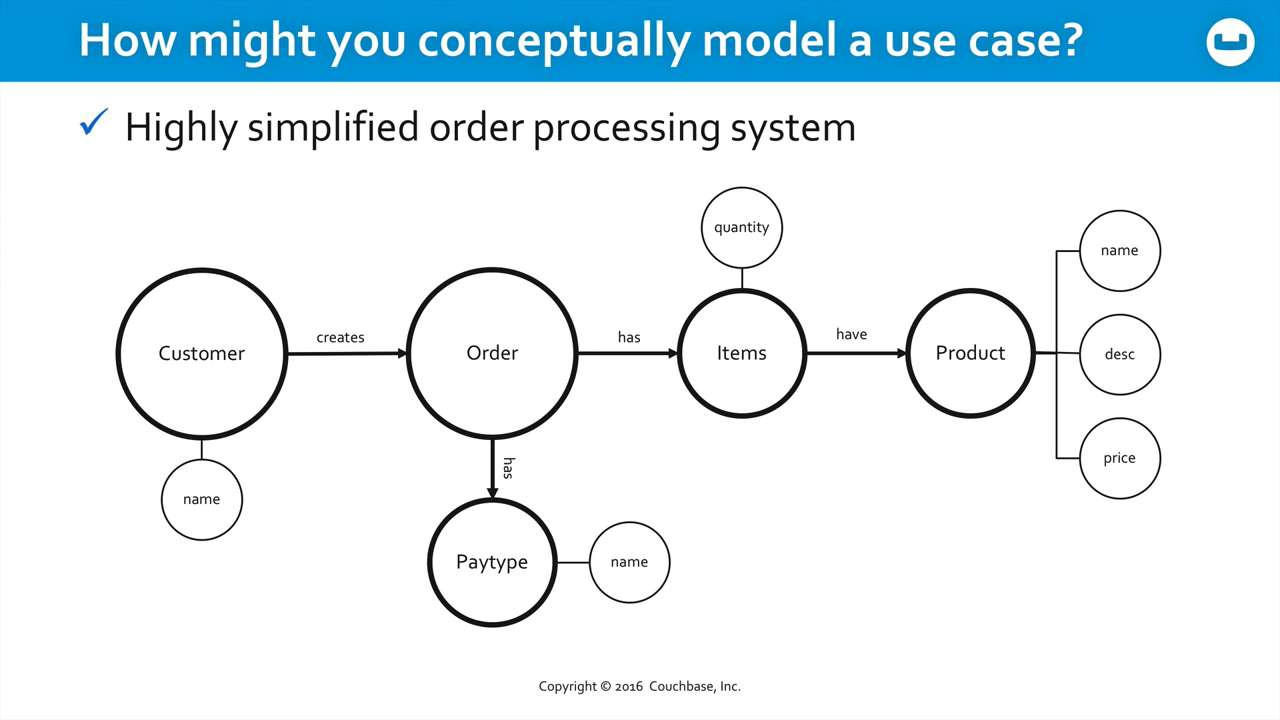 How might you conceptually model a use case?
✓ Highly simplified order processing system
quantity
name
Customer
creates
Order
has
Items
have
Product
desc
has
name
price
Paytype
name
Copyright © 2016 Couchbase, Inc.